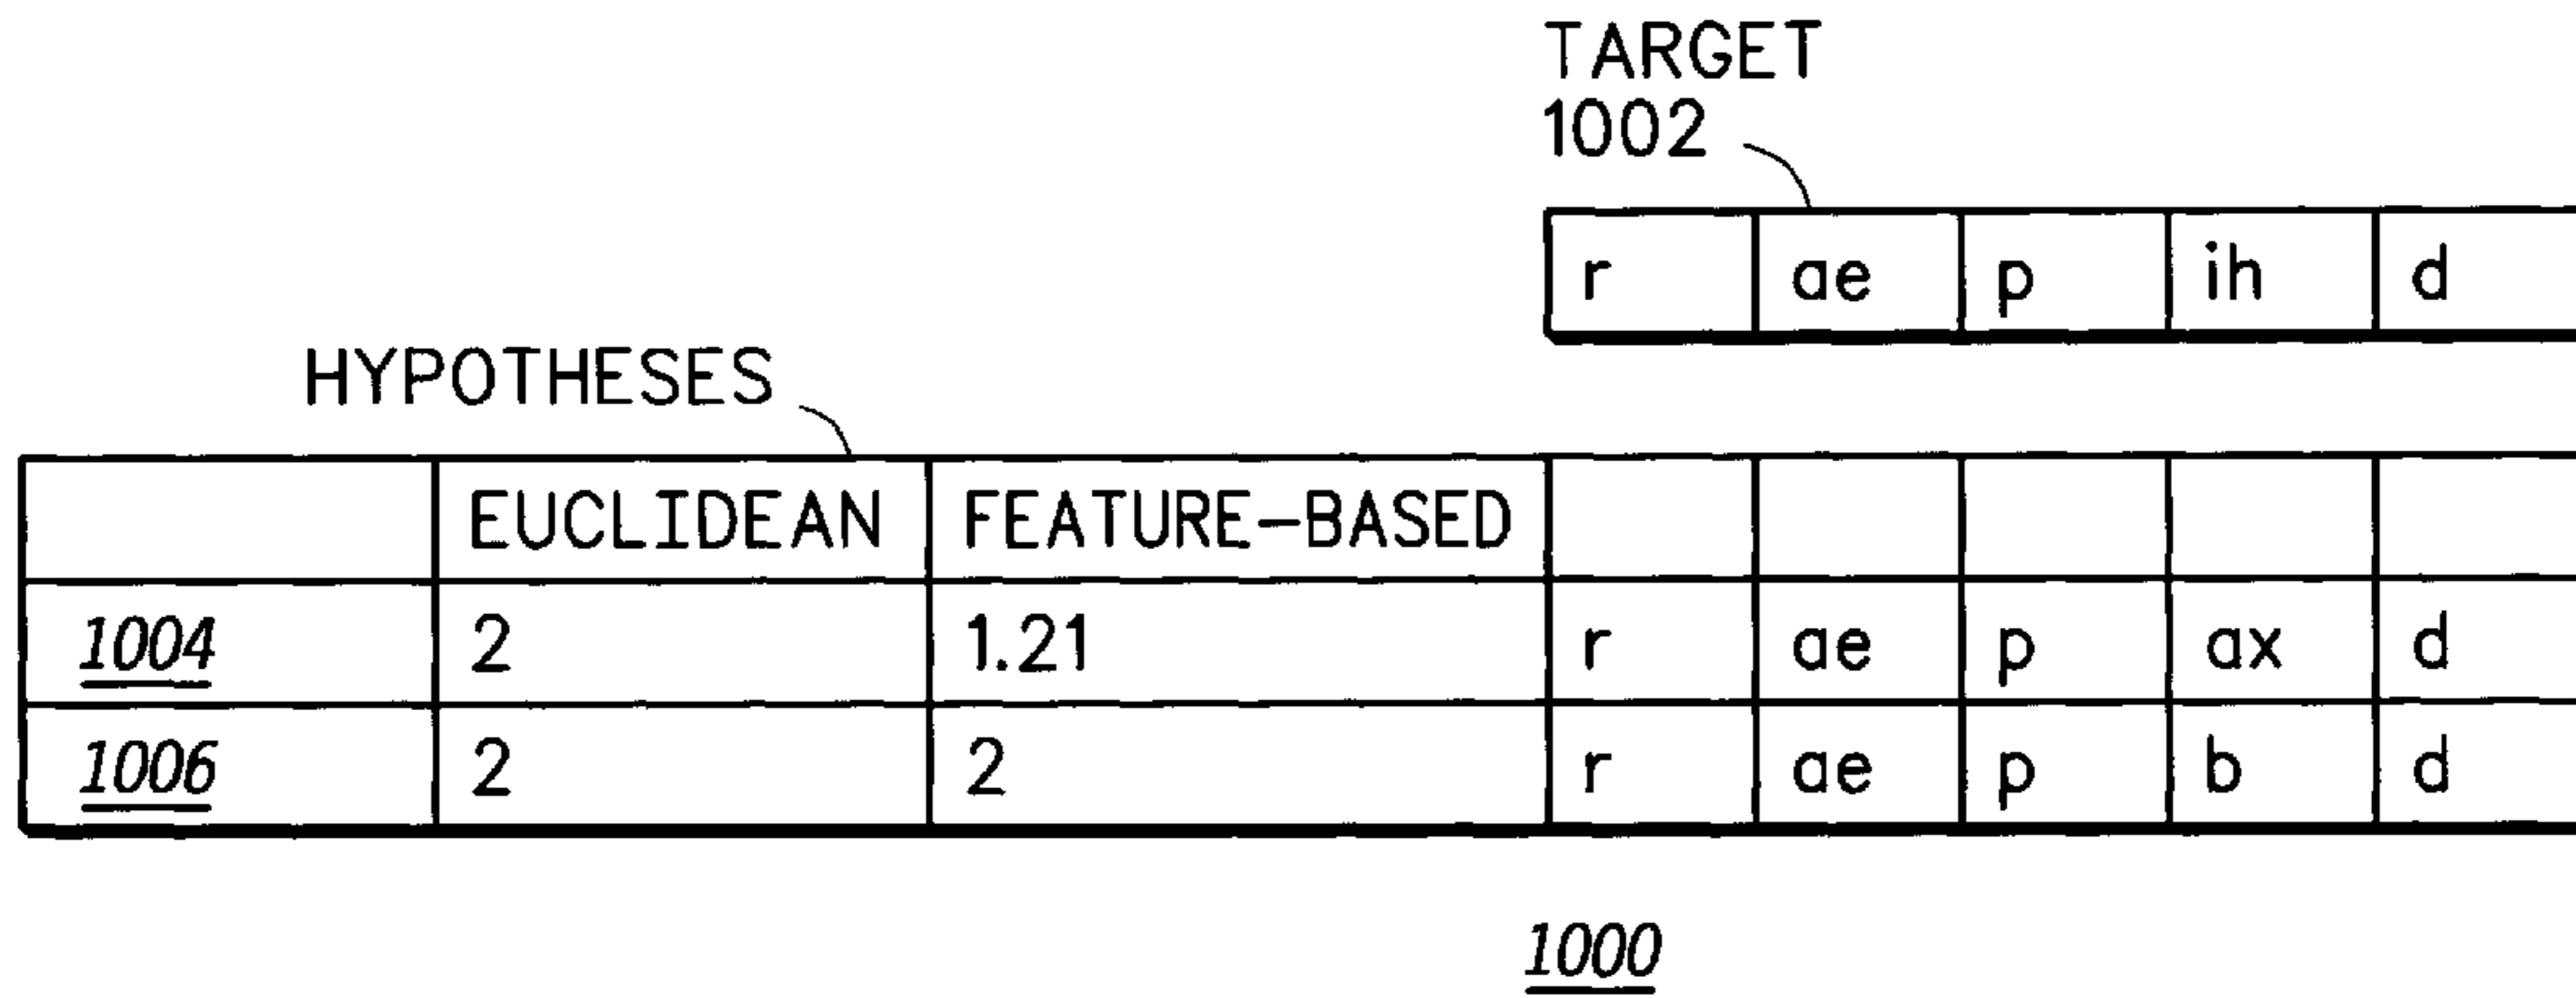 TARGET
1002
r ae p ih d
HYPOTHESES
EUCLIDEAN FEATURE-BASED
1004 2 1.21 r ae p ax d
1006 2 2 r ae p b d
1000